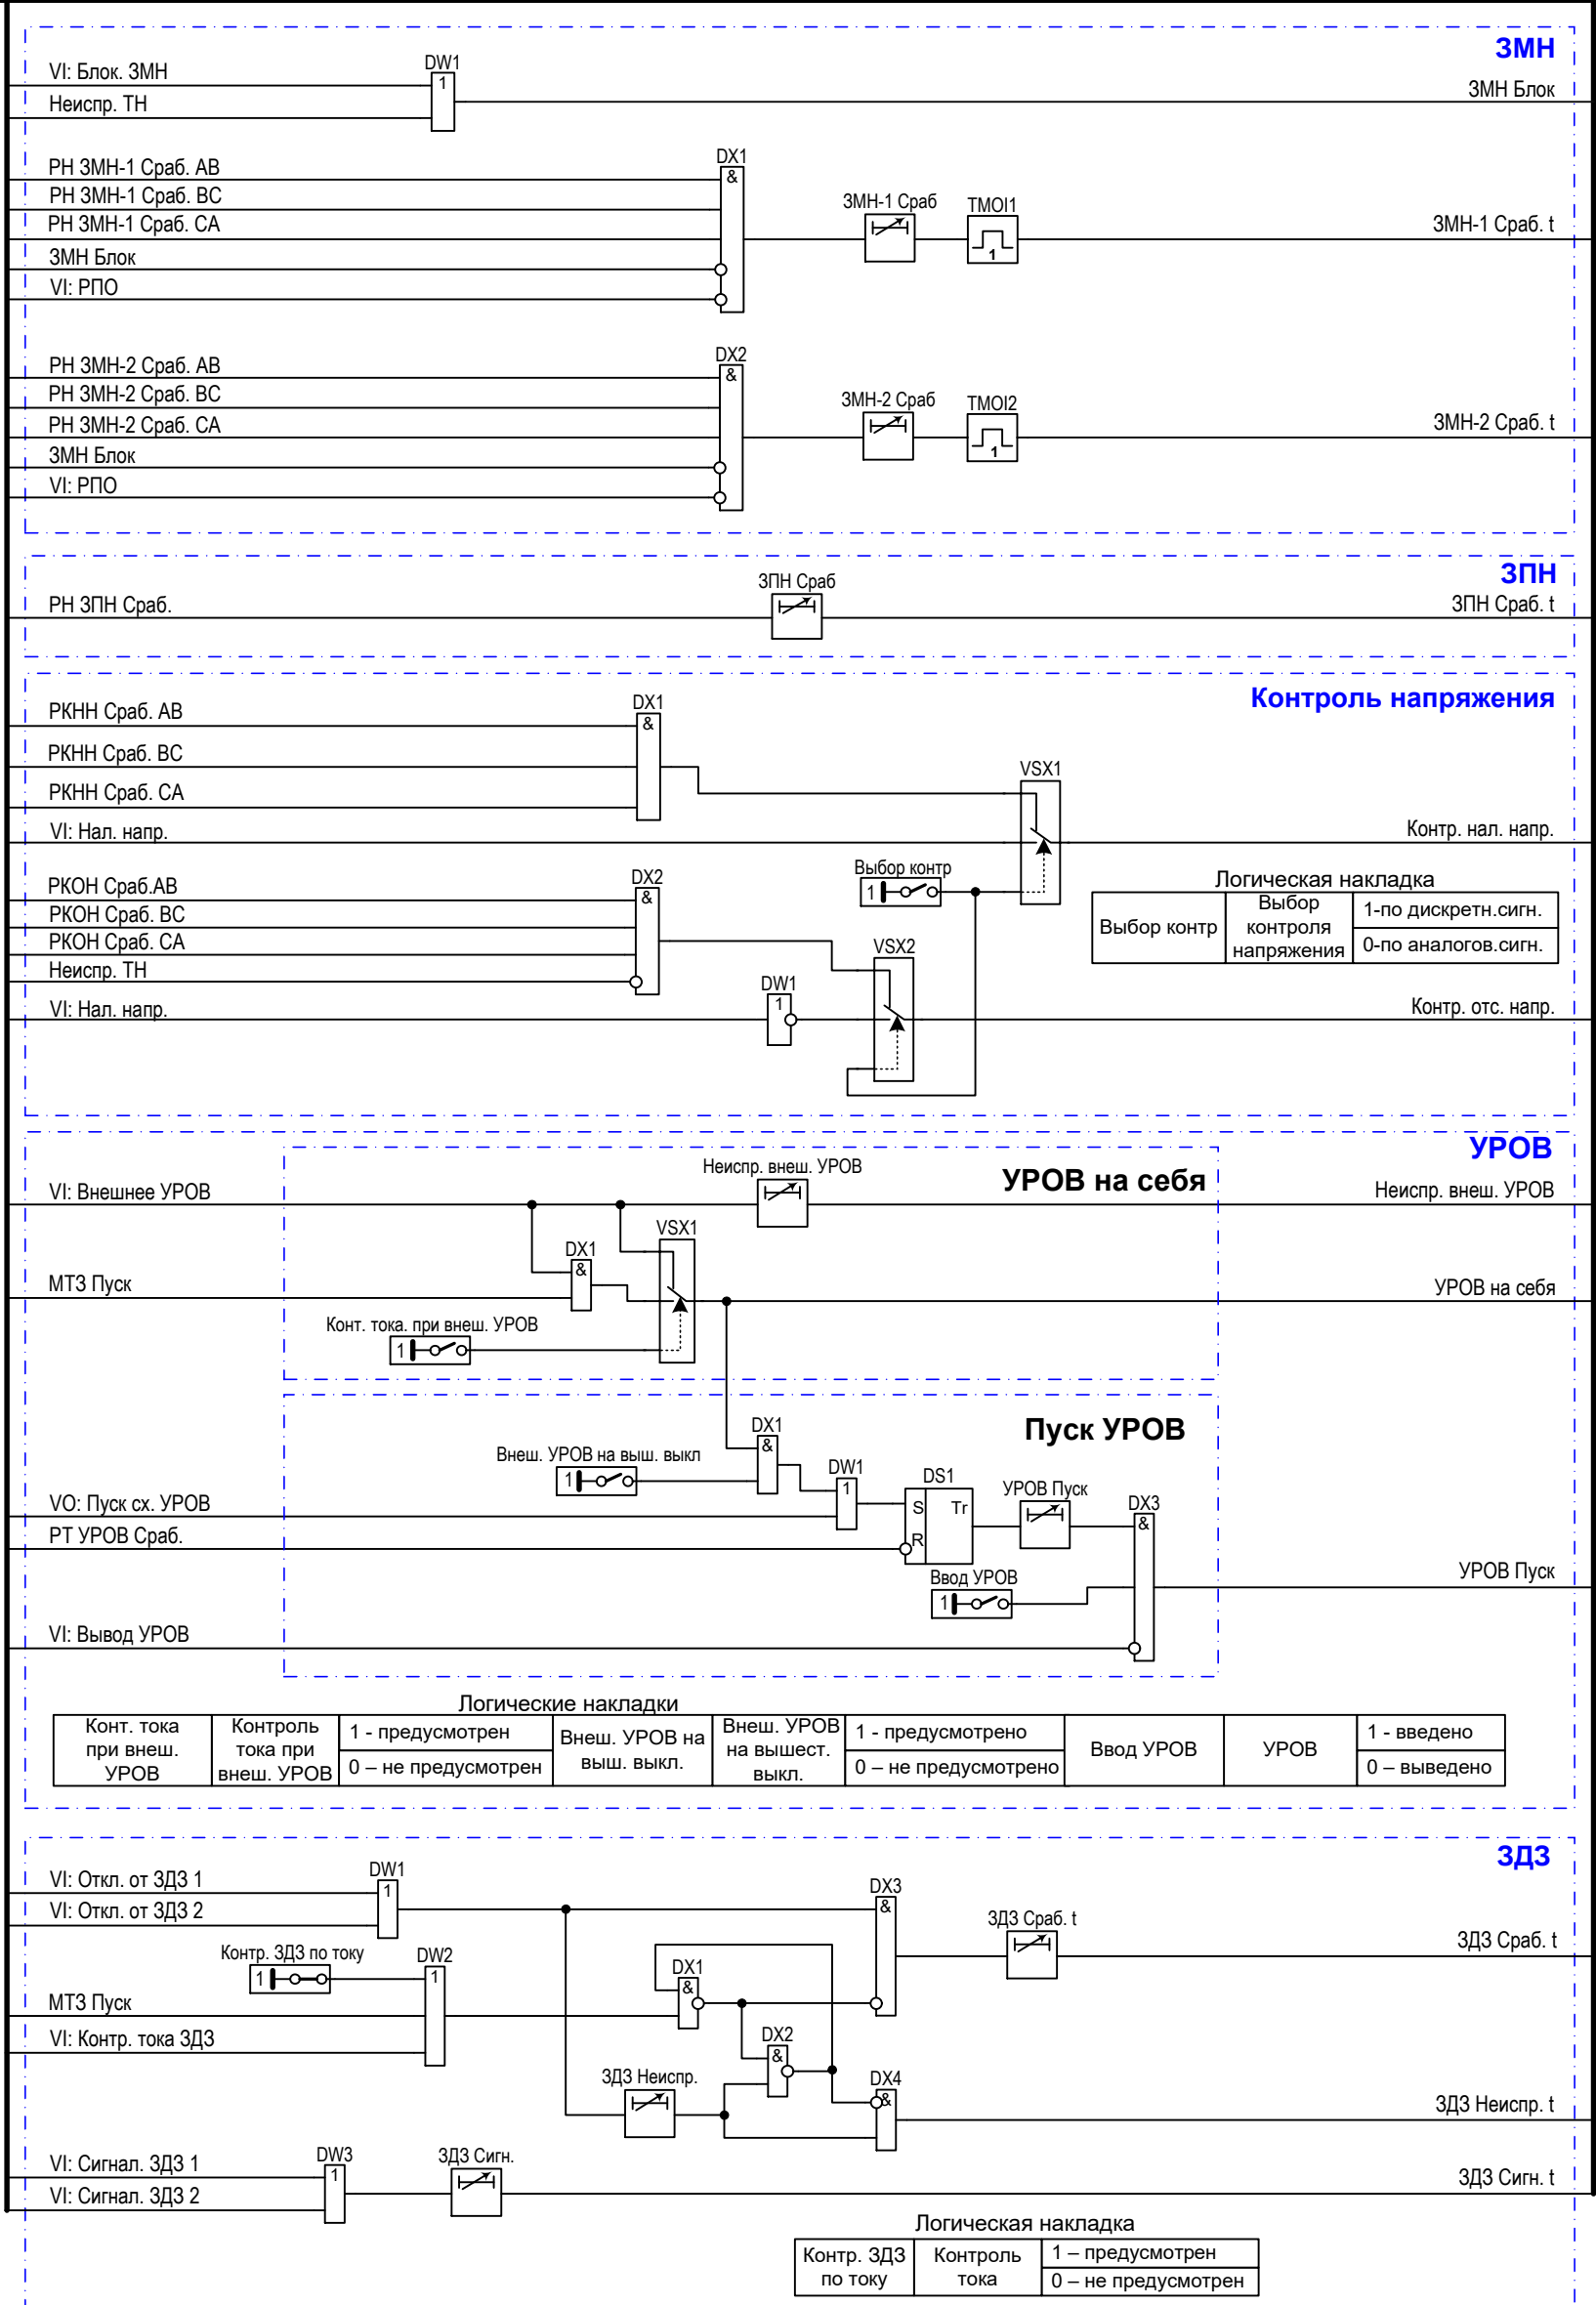 ЗМН
VI: Блок. ЗМН
DW1
1
Неиспр. ТН
ЗМН Блок
РН ЗМН-1 Сраб. АВ
DX1
&
РН ЗМН-1 Сраб. ВС
РН ЗМН-1 Сраб. СА
ЗМН-1 Сраб
TMOI1
1
ЗМН-1 Сраб. t
ЗМН Блок
VI: РПО
РН ЗМН-2 Сраб. АВ
DX2
&
РН ЗМН-2 Сраб. ВС
РН ЗМН-2 Сраб. СА
ЗМН-2 Сраб
TMOI2
1
ЗМН-2 Сраб. t
ЗМН Блок
VI: РПО
ЗПН
РН ЗПН Сраб.
ЗПН Сраб
ЗПН Сраб. t
Контроль напряжения
РКНН Сраб. АВ
DX1
&
РКНН Сраб. ВС
РКНН Сраб. СА
VSX1
VI: Нал. напр.
Контр. нал. напр.
РКОН Сраб.АВ
DX2
&
Выбор контр
1
РКОН Сраб. ВС
РКОН Сраб. СА
Неиспр. ТН
VSX2
VI: Нал. напр.
DW1
1
Контр. отс. напр.
Логическая накладка
Выбор контр
Выбор
контроля
напряжения
1-по дискретн.сигн.
0-по аналогов.сигн.
УРОВ
УРОВ на себя
VI: Внешнее УРОВ
Неиспр. внеш. УРОВ
Неиспр. внеш. УРОВ
VSX1
DX1
&
МТЗ Пуск
УРОВ на себя
Конт. тока. при внеш. УРОВ
1
Пуск УРОВ
Внеш. УРОВ на выш. выкл
1
DX1
&
DW1
1
DS1
S
Tr
R
УРОВ Пуск
DX3
&
VO: Пуск сх. УРОВ
РТ УРОВ Сраб.
Ввод УРОВ
1
УРОВ Пуск
VI: Вывод УРОВ
Логические накладки
Конт. тока
при внеш.
УРОВ
Контроль
тока при
внеш. УРОВ
1 - предусмотрен
0 – не предусмотрен
Внеш. УРОВ на
выш. выкл.
Внеш. УРОВ
на вышест.
выкл.
1 - предусмотрено
0 – не предусмотрено
Ввод УРОВ
УРОВ
1 - введено
0 – выведено
ЗДЗ
VI: Откл. от ЗДЗ 1
DW1
1
VI: Откл. от ЗДЗ 2
DX3
&
ЗДЗ Сраб. t
ЗДЗ Сраб. t
Контр. ЗДЗ по току
1
DW2
1
DX1
&
МТЗ Пуск
VI: Контр. тока ЗДЗ
DX2
&
ЗДЗ Неиспр.
DX4
&
ЗДЗ Неиспр. t
VI: Сигнал. ЗДЗ 1
DW3
1
ЗДЗ Сигн.
ЗДЗ Сигн. t
VI: Сигнал. ЗДЗ 2
Логическая накладка
Контр. ЗДЗ
по току
Контроль
тока
1 – предусмотрен
0 – не предусмотрен